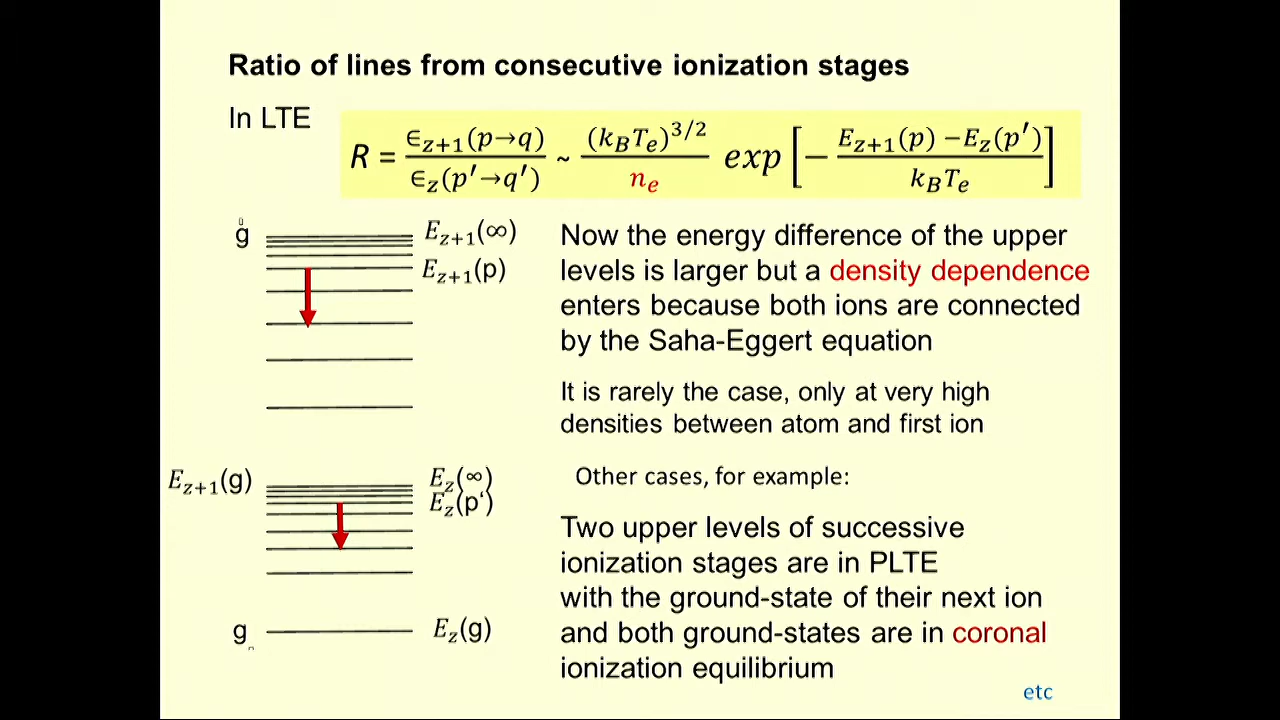 Ratio of lines from consecutive ionization stages
In LTE
R = ∈z+1(p→q) / ∈z(p′→q′) ~ (kBTe)^3/2 / ne exp [− Ez+1(p) −Ez(p′) / kBTe]
g
Ez+1(∞)
Ez+1(p)
Now the energy difference of the upper
levels is larger but a density dependence
enters because both ions are connected
by the Saha-Eggert equation
It is rarely the case, only at very high
densities between atom and first ion
Ez+1(g)
Ez(∞)
Ez(p‘)
Other cases, for example:
Two upper levels of successive
ionization stages are in PLTE
with the ground-state of their next ion
and both ground-states are in coronal
ionization equilibrium
g
Ez(g)
etc